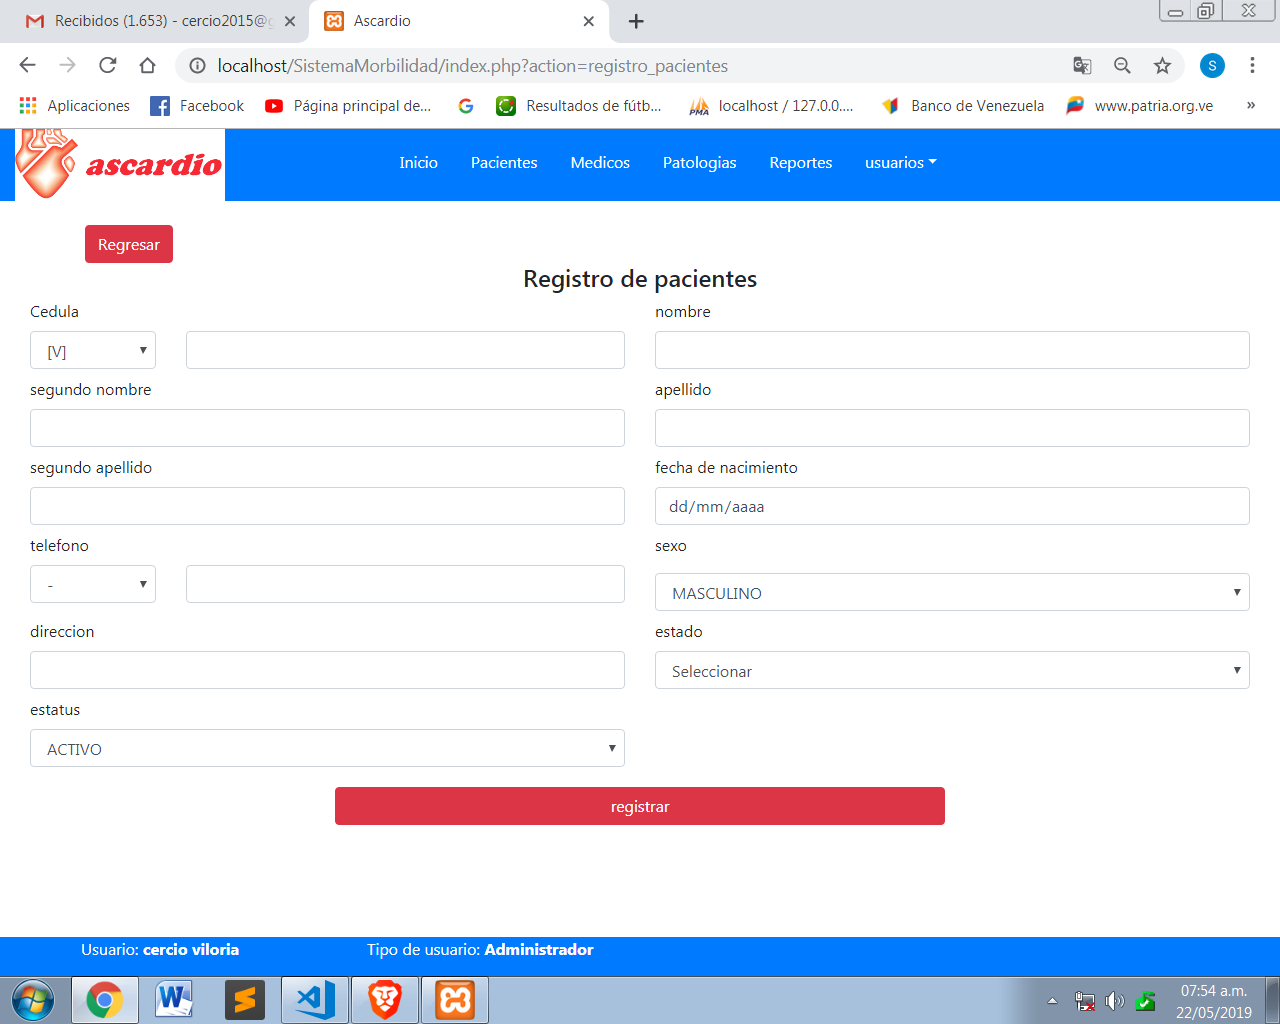 Recibidos (1.653) - cercio2015@g
Ascardio
localhost/SistemaMorbilidad/index.php?action=registro_pacientes
S
Aplicaciones
Facebook
Página principal de...
Resultados de fútb...
PMA
localhost / 127.0.0....
Banco de Venezuela
www.patria.org.ve
»
ascardio
Inicio
Pacientes
Medicos
Patologias
Reportes
usuarios
Regresar
Registro de pacientes
Cedula
nombre
[V]
segundo nombre
apellido
segundo apellido
fecha de nacimiento
dd/mm/aaaa
telefono
sexo
-
MASCULINO
direccion
estado
Seleccionar
estatus
ACTIVO
registrar
Usuario: cercio viloria
Tipo de usuario: Administrador
07:54 a.m.
22/05/2019